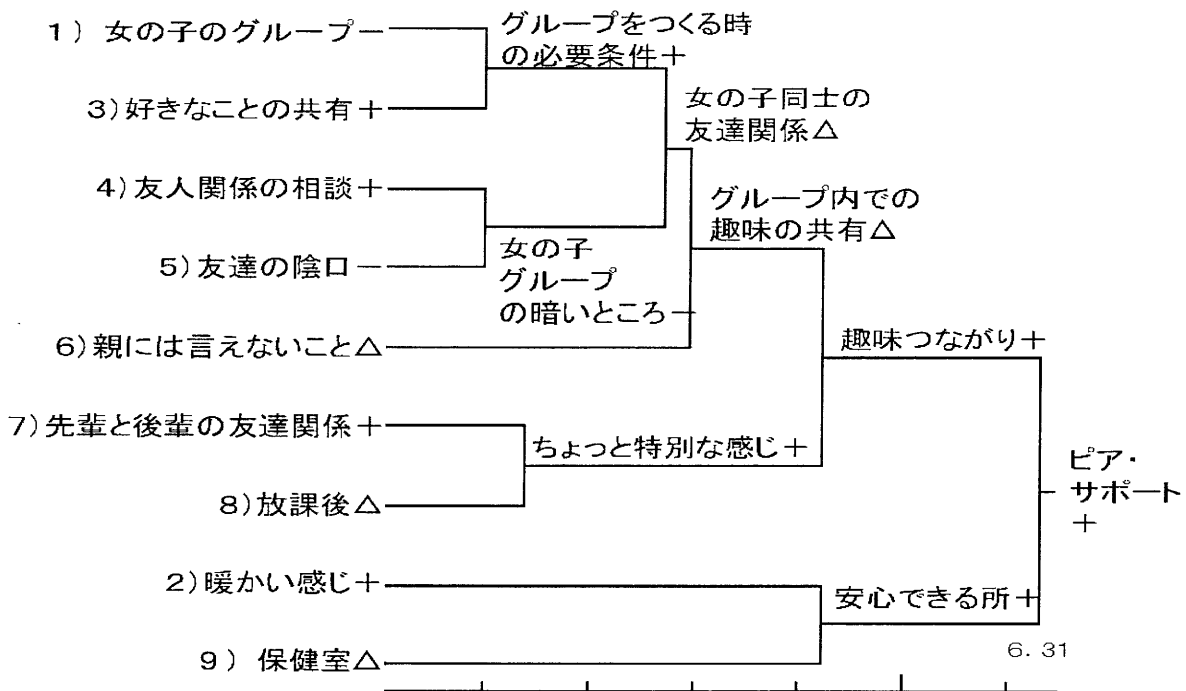 1) 女の子のグループー
グループをつくる時
の必要条件＋
3)好きなことの共有＋
女の子同士の
友達関係△
4)友人関係の相談＋
グループ内での
趣味の共有△
5)友達の陰口－
女の子
グループ
の暗いところ＋
6)親には言えないこと△
趣味つながり＋
7)先輩と後輩の友達関係＋
ちょっと特別な感じ＋
8)放課後△
ピア・
サポート
＋
2)暖かい感じ＋
安心できる所＋
9) 保健室△
6.31